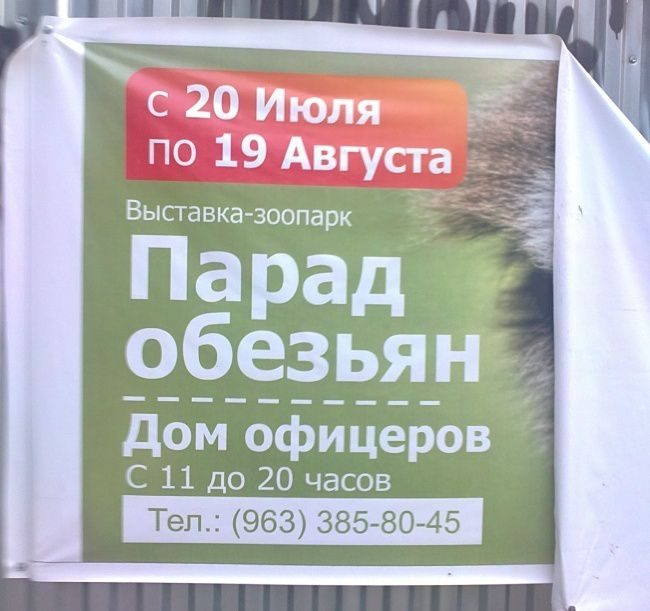 с 20 Июля
по 19 Августа
Выставка-зоопарк
Парад
обезьян
Дом офицеров
С 11 до 20 часов
Тел.: (963) 385-80-45